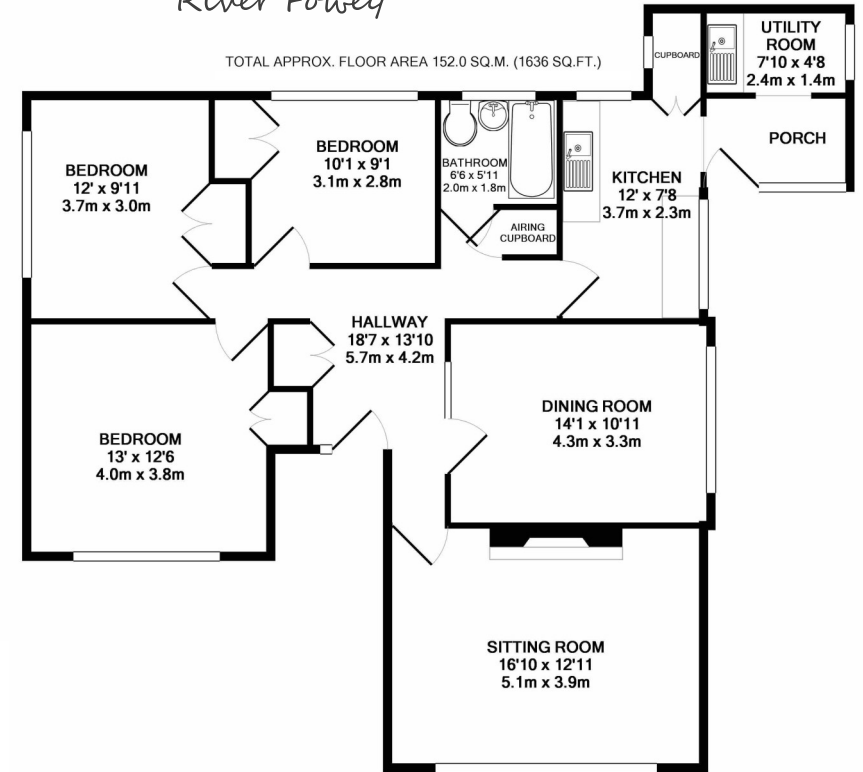 River Fowey
TOTAL APPROX. FLOOR AREA 152.0 SQ.M. (1636 SQ.FT.)
CUPBOARD
UTILITY
ROOM
7'10 x 4'8
2.4m x 1.4m
PORCH
BEDROOM
12' x 9'11
3.7m x 3.0m
BEDROOM
10'1 x 9'1
3.1m x 2.8m
BATHROOM
6'6 x 5'11
2.0m x 1.8m
KITCHEN
12' x 7'8
3.7m x 2.3m
AIRING
CUPBOARD
HALLWAY
18'7 x 13'10
5.7m x 4.2m
DINING ROOM
14'1 x 10'11
4.3m x 3.3m
BEDROOM
13' x 12'6
4.0m x 3.8m
SITTING ROOM
16'10 x 12'11
5.1m x 3.9m